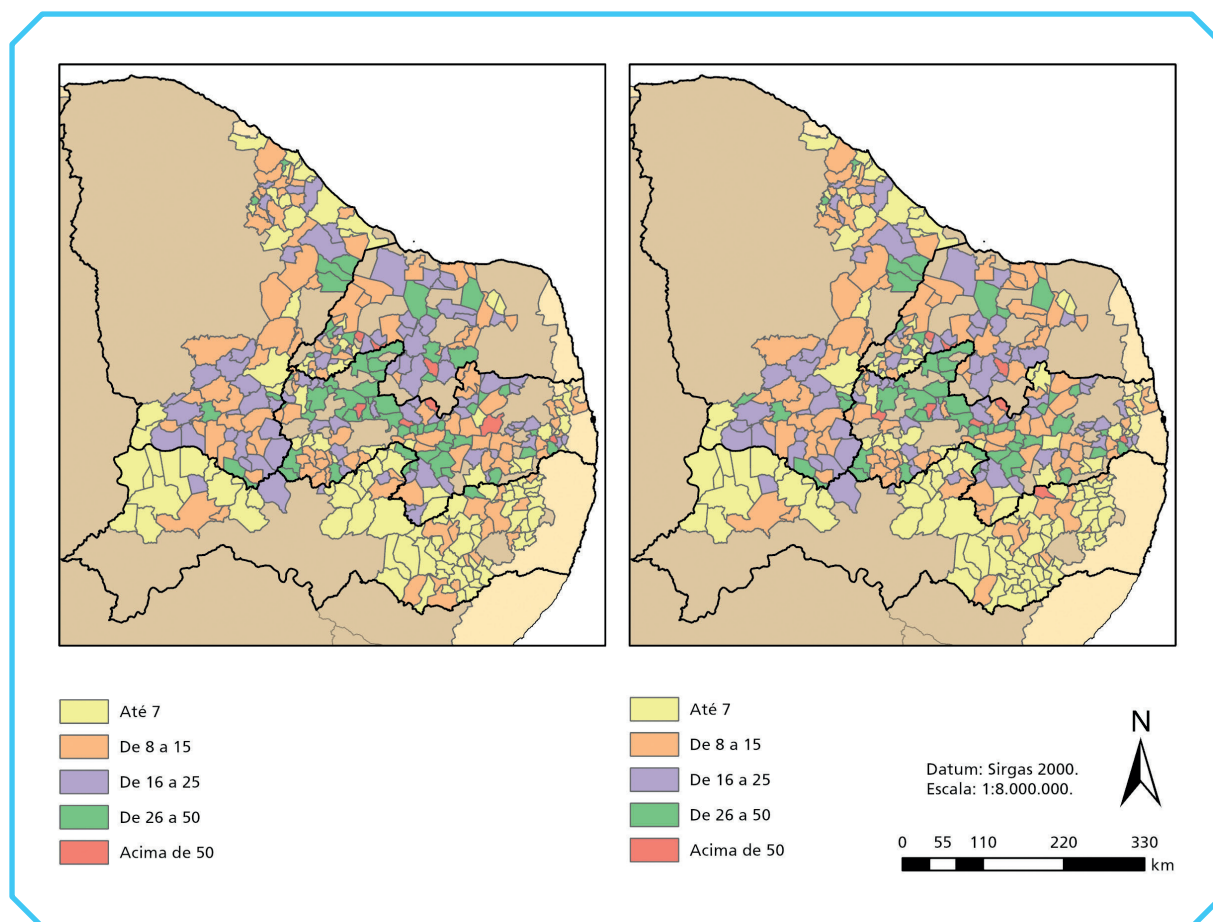 Até 7
De 8 a 15
De 16 a 25
De 26 a 50
Acima de 50
Até 7
De 8 a 15
De 16 a 25
De 26 a 50
Acima de 50
Datum: Sirgas 2000.
Escala: 1:8.000.000.
N
0 55 110 220 330
km